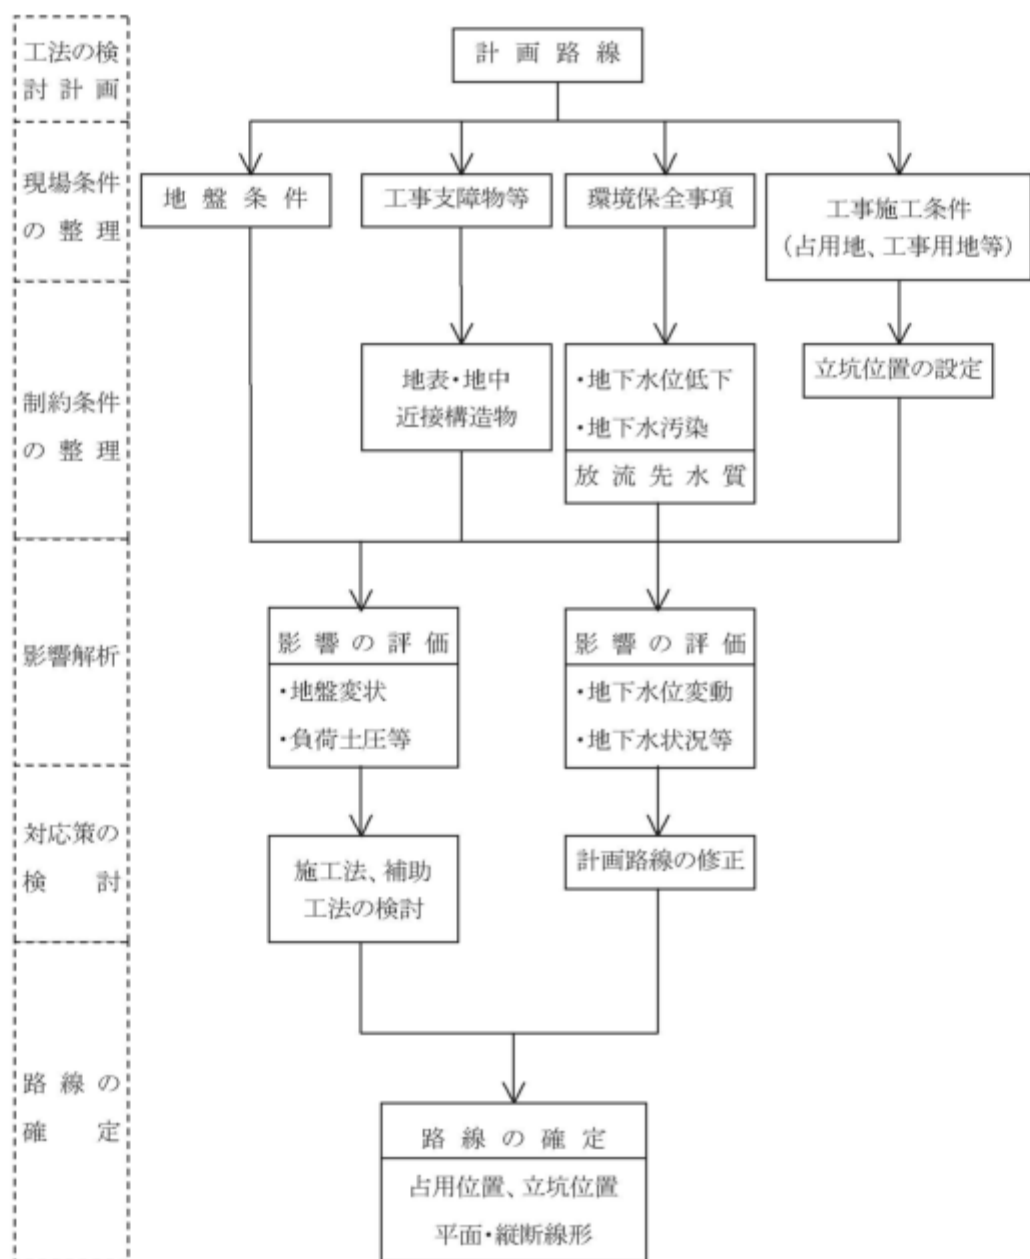 工法の検
討計画
計画路線
現場条件
の整理
地盤条件
工事支障物等
環境保全事項
工事施工条件
（占用地、工事用地等）
制約条件
の整理
地表・地中
近接構造物
・地下水位低下
・地下水汚染
放流先水質
立坑位置の設定
影響解析
影響の評価
・地盤変状
・負荷土圧等
影響の評価
・地下水位変動
・地下水状況等
対応策の
検討
施工法、補助
工法の検討
計画路線の修正
路線の
確定
路線の確定
占用位置、立坑位置
平面・縦断線形